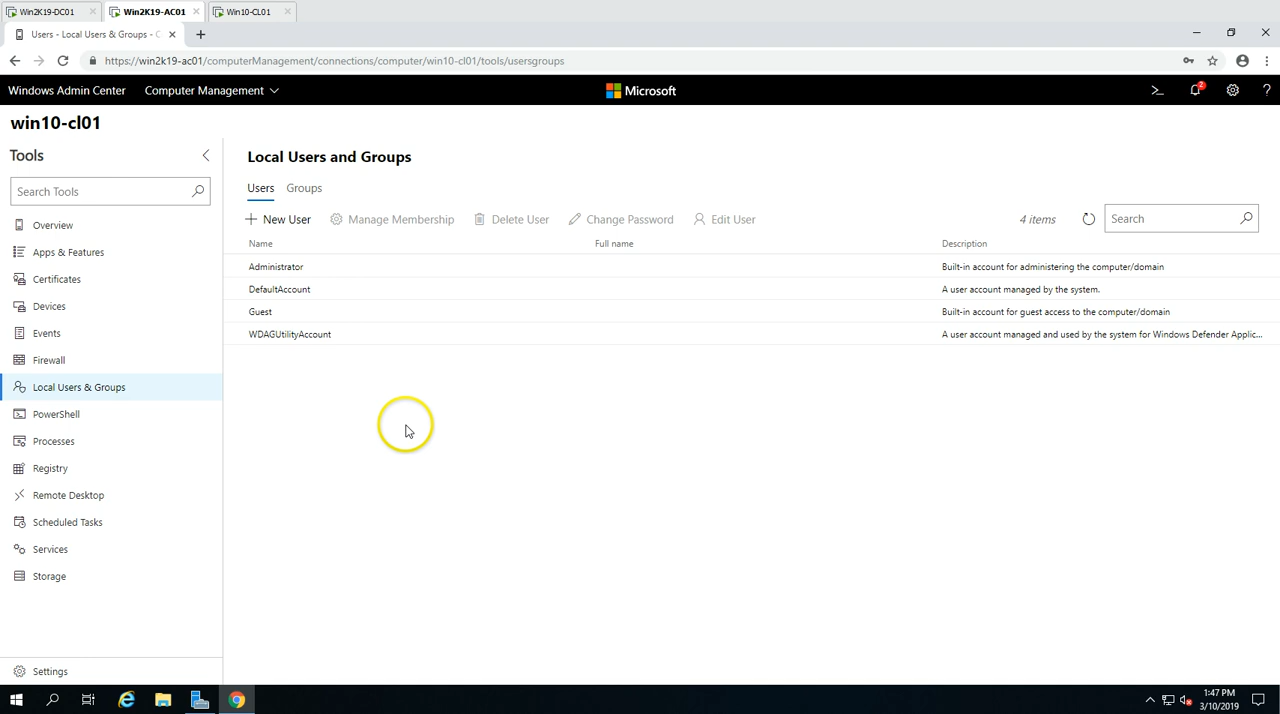 Win2K19-DC01 Win2K19-AC01 Win10-CL01
Users - Local Users & Groups - C
https://win2k19-ac01/computerManagement/connections/computer/win10-cl01/tools/usersgroups
Windows Admin Center Computer Management Microsoft 2 ?
win10-cl01
Tools
Search Tools
Overview
Apps & Features
Certificates
Devices
Events
Firewall
Local Users & Groups
PowerShell
Processes
Registry
Remote Desktop
Scheduled Tasks
Services
Storage
Settings
Local Users and Groups
Users Groups
New User Manage Membership Delete User Change Password Edit User 4 items Search
Name Full name Description
Administrator Built-in account for administering the computer/domain
DefaultAccount A user account managed by the system.
Guest Built-in account for guest access to the computer/domain
WDAGUtilityAccount A user account managed and used by the system for Windows Defender Applic...
1:47 PM
3/10/2019